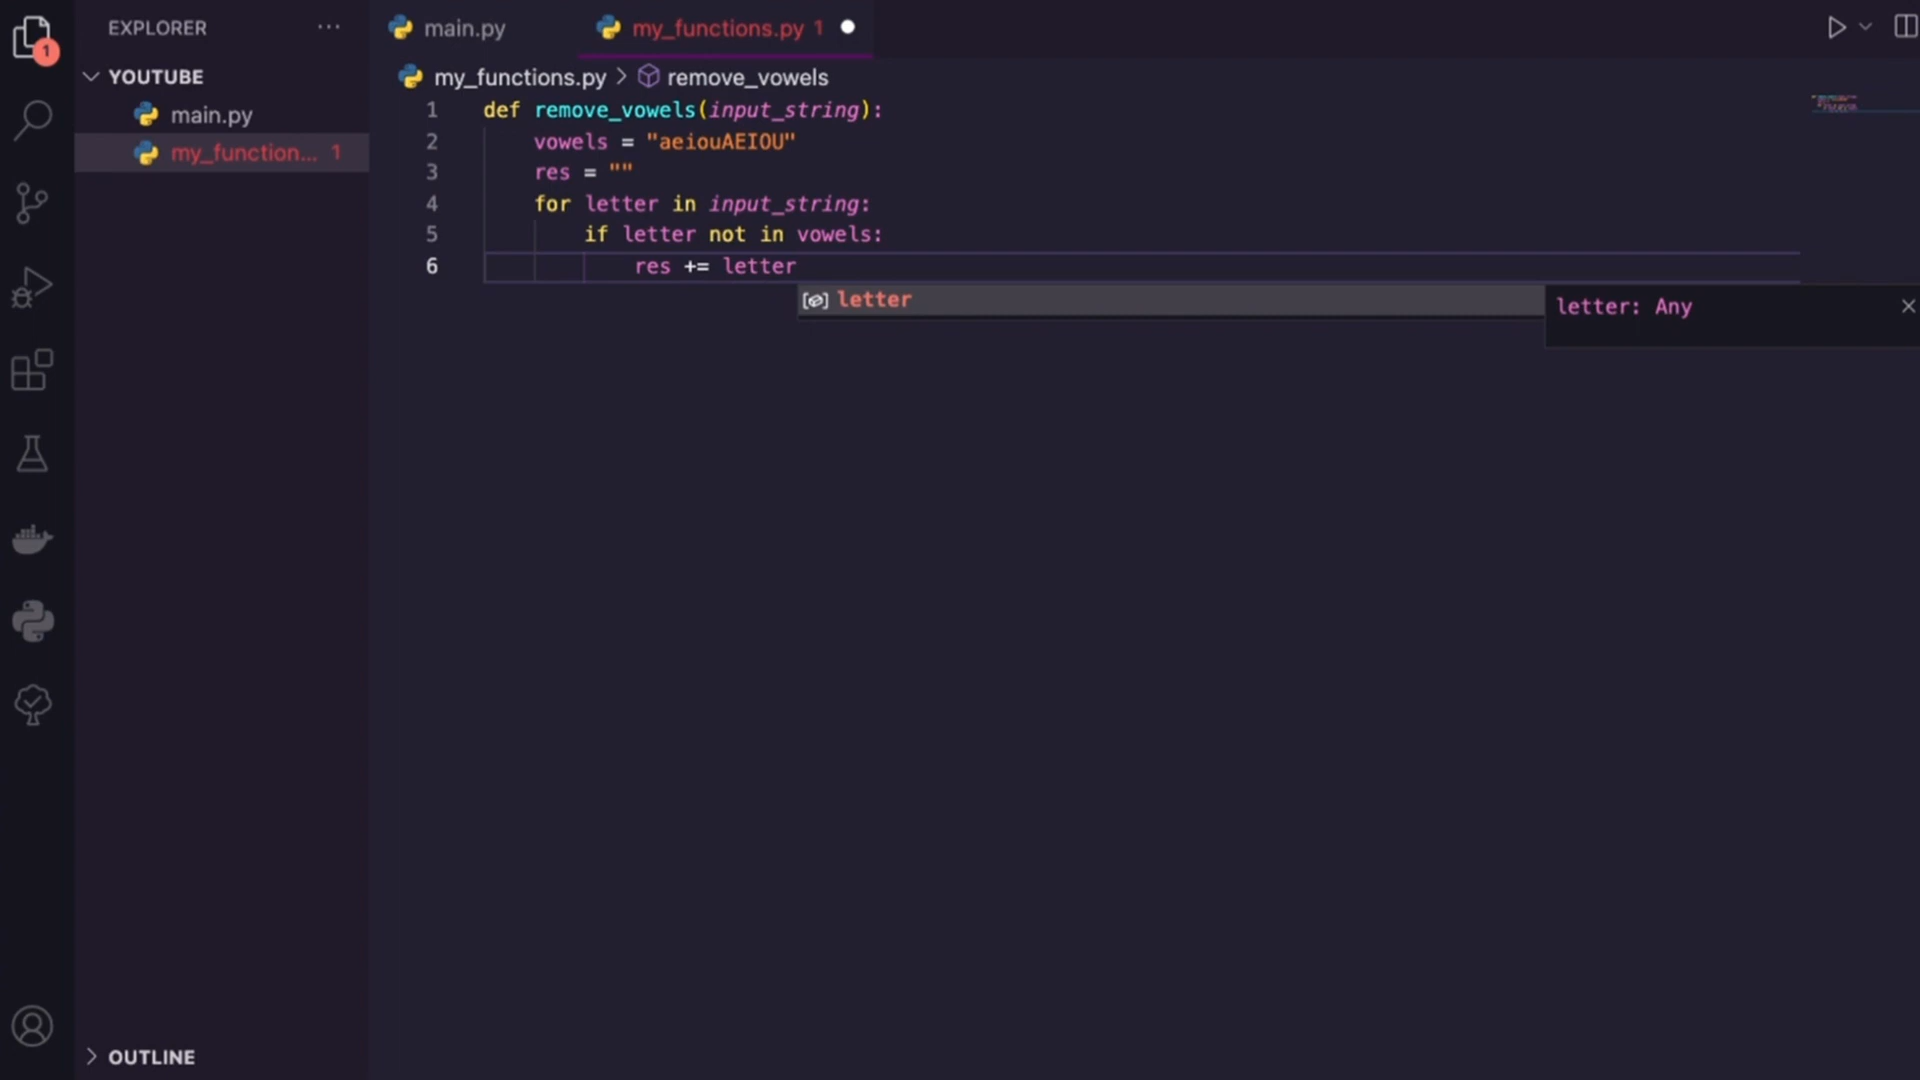 EXPLORER ...
main.py
my_functions.py 1
1
YOUTUBE
main.py
my_function... 1
my_functions.py > remove_vowels
1 def remove_vowels(input_string):
2     vowels = "aeiouAEIOU"
3     res = ""
4     for letter in input_string:
5         if letter not in vowels:
6             res += letter
letter
letter: Any
OUTLINE